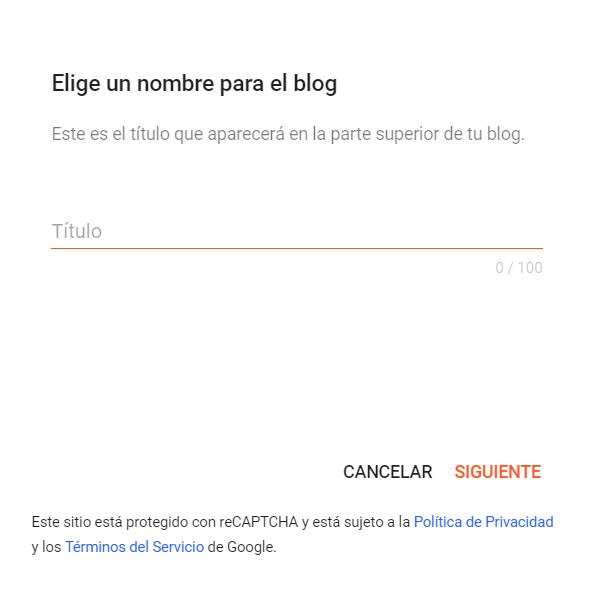 Elige un nombre para el blog
Este es el título que aparecerá en la parte superior de tu blog.
Título
0 / 100
CANCELAR SIGUIENTE
Este sitio está protegido con reCAPTCHA y está sujeto a la Política de Privacidad
y los Términos del Servicio de Google.